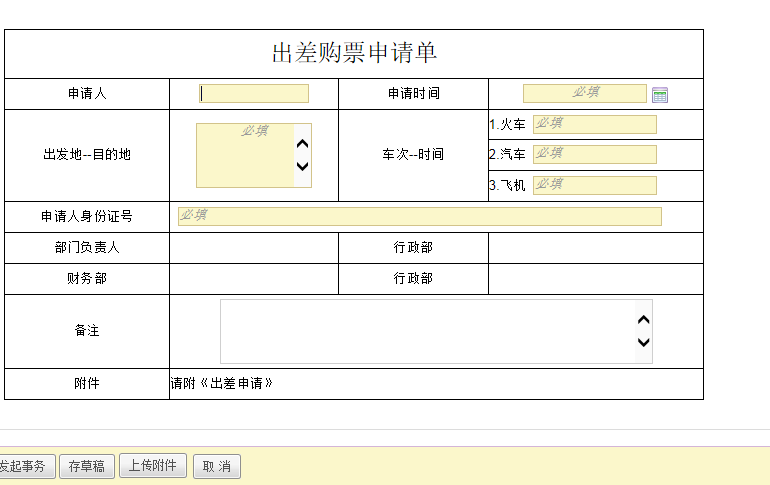 出差购票申请单
申请人
申请时间 必填
出发地--目的地 必填
车次--时间
1.火车 必填
2.汽车 必填
3.飞机 必填
申请人身份证号 必填
部门负责人 行政部
财务部 行政部
备注
附件 请附《出差申请》
发起事务 存草稿 上传附件 取 消